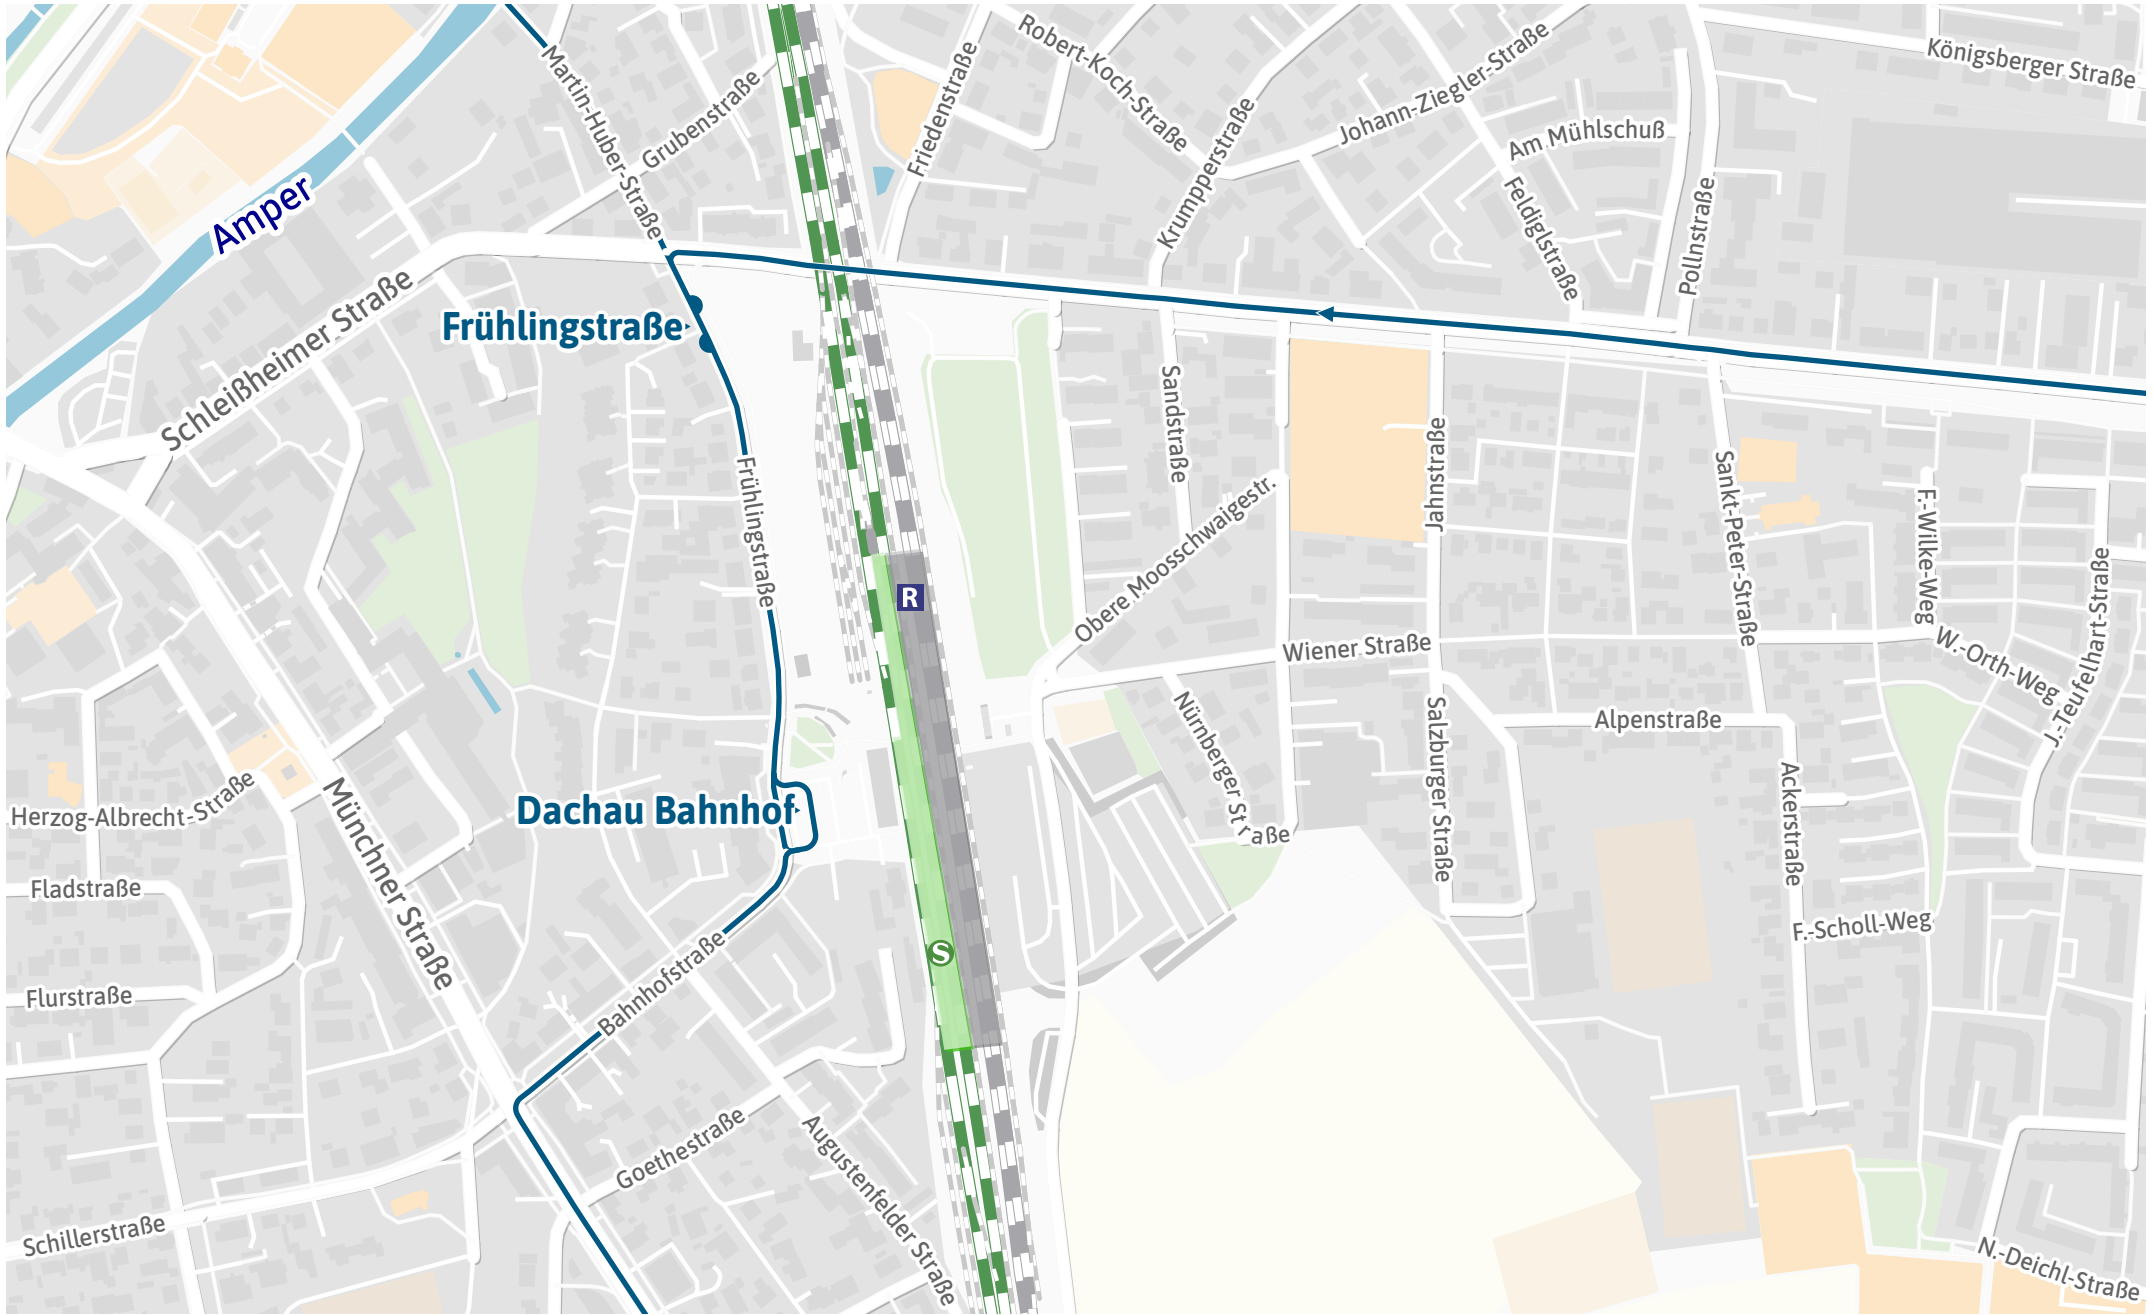 Robert-Koch-Straße
Königsberger Straße
Martin-Huber-Straße
Grubenstraße
Friedenstraße
Johann-Ziegler-Straße
Am Mühlschuß
Krumpperstraße
Feldiglstraße
Pollnstraße
Amper
Schleißheimer Straße
Frühlingstraße
Sandstraße
Jahnstraße
Frühlingstraße
Obere Moosschwaigestr.
Sankt-Peter-Straße
F.-Wilke-Weg
R
Wiener Straße
W.-Orth-Weg
J.-Teufelhart-Straße
Nürnberger Straße
Salzburger Straße
Alpenstraße
Ackerstraße
Herzog-Albrecht-Straße
Münchner Straße
Dachau Bahnhof
Fladstraße
F.-Scholl-Weg
Flurstraße
Bahnhofstraße
S
Goethestraße
Augustenfelder Straße
Schillerstraße
N.-Deichl-Straße